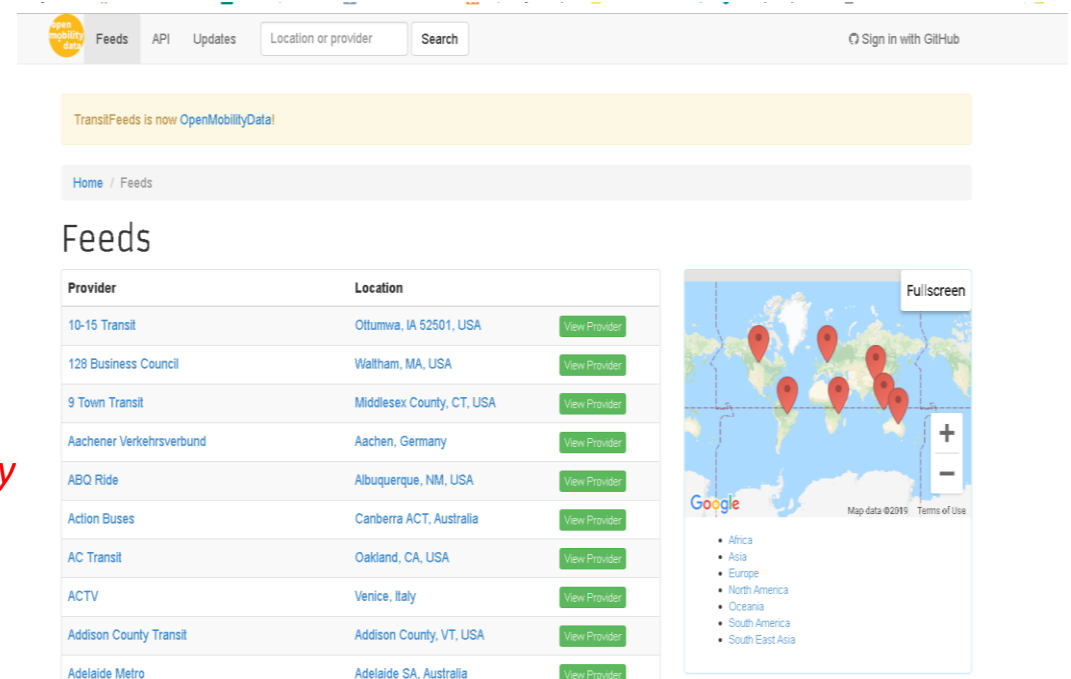 open mobility data Feeds API Updates Location or provider Search Sign in with GitHub
TransitFeeds is now OpenMobilityData!
Home / Feeds
Feeds
Provider Location
10-15 Transit Ottumwa, IA 52501, USA View Provider
128 Business Council Waltham, MA, USA View Provider
9 Town Transit Middlesex County, CT, USA View Provider
Aachener Verkehrsverbund Aachen, Germany View Provider
ABQ Ride Albuquerque, NM, USA View Provider
Action Buses Canberra ACT, Australia View Provider
AC Transit Oakland, CA, USA View Provider
ACTV Venice, Italy View Provider
Addison County Transit Addison County, VT, USA View Provider
Adelaide Metro Adelaide SA, Australia View Provider
y
Fullscreen
+
−
Google Map data ©2019 Terms of Use
Africa
Asia
Europe
North America
Oceania
South America
South East Asia